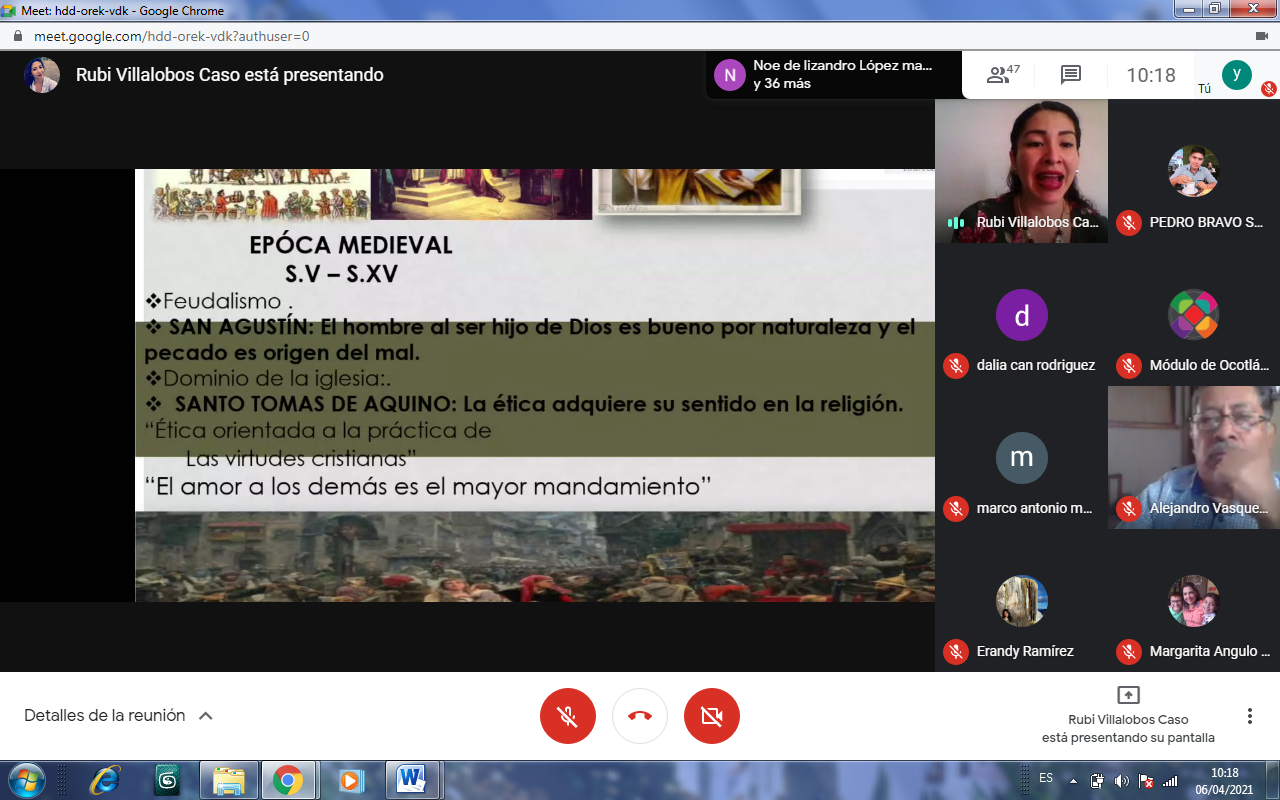 Meet: hdd-orek-vdk - Google Chrome
meet.google.com/hdd-orek-vdk?authuser=0
Rubi Villalobos Caso está presentando
N
Noe de lizandro López ma...
y 36 más
47
10:18
Tú
y
EPÓCA MEDIEVAL
S.V – S.XV
❖Feudalismo .
❖ SAN AGUSTÍN: El hombre al ser hijo de Dios es bueno por naturaleza y el
pecado es origen del mal.
❖Dominio de la iglesia:.
❖ SANTO TOMAS DE AQUINO: La ética adquiere su sentido en la religión.
“Ética orientada a la práctica de
Las virtudes cristianas”
“El amor a los demás es el mayor mandamiento”
Rubi Villalobos Ca...
PEDRO BRAVO S...
d
dalia can rodriguez
Módulo de Ocotlá...
m
marco antonio m...
Alejandro Vasque...
Erandy Ramírez
Margarita Angulo ...
Detalles de la reunión
Rubi Villalobos Caso
está presentando su pantalla
ES
10:18
06/04/2021